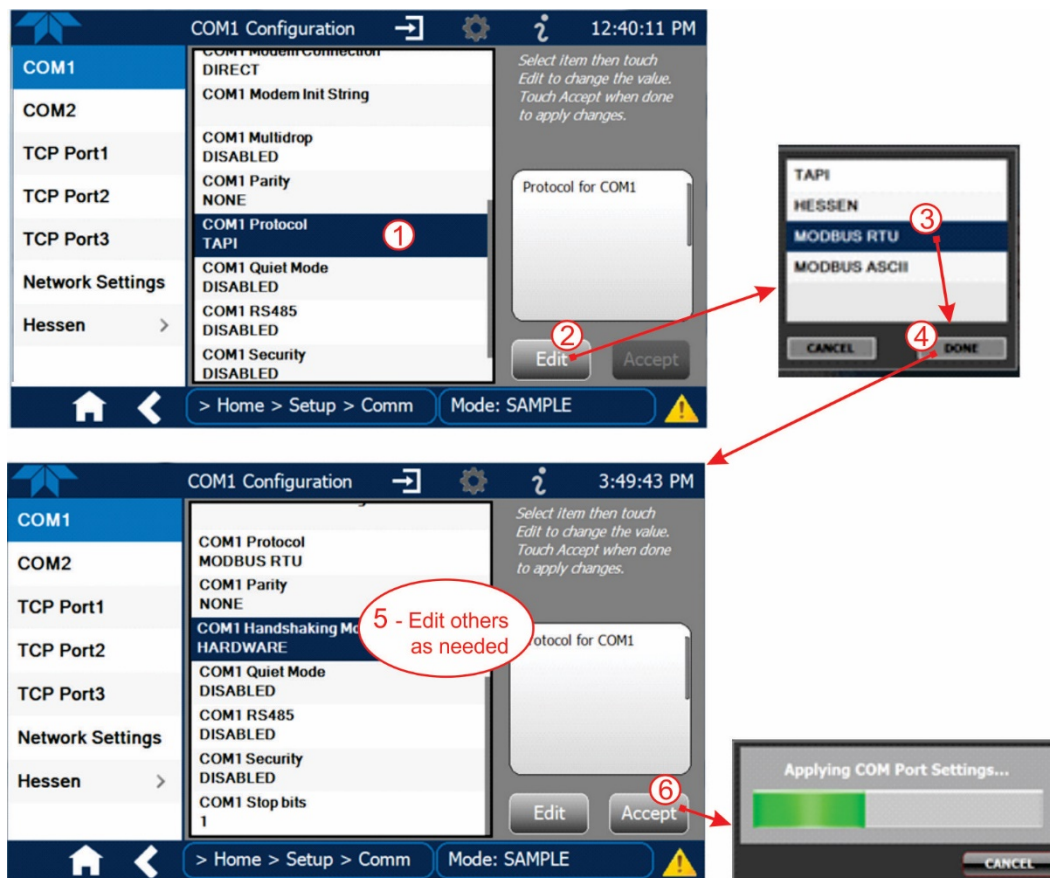 COM1 Configuration
12:40:11 PM
COM1
COM2
TCP Port1
TCP Port2
TCP Port3
Network Settings
Hessen >
COM1 Modem Connection
DIRECT
COM1 Modem Init String
COM1 Multidrop
DISABLED
COM1 Parity
NONE
COM1 Protocol
TAPI
1
COM1 Quiet Mode
DISABLED
COM1 RS485
DISABLED
COM1 Security
DISABLED
Select item then touch
Edit to change the value.
Touch Accept when done
to apply changes.
Protocol for COM1
2
Edit
Accept
> Home > Setup > Comm
Mode: SAMPLE
TAPI
HESSEN
3
MODBUS RTU
MODBUS ASCII
4
CANCEL
DONE
COM1 Configuration
3:49:43 PM
COM1
COM2
TCP Port1
TCP Port2
TCP Port3
Network Settings
Hessen >
COM1 Protocol
MODBUS RTU
COM1 Parity
NONE
COM1 Handshaking Mo
HARDWARE
5 - Edit others
as needed
COM1 Quiet Mode
DISABLED
COM1 RS485
DISABLED
COM1 Security
DISABLED
COM1 Stop bits
1
Select item then touch
Edit to change the value.
Touch Accept when done
to apply changes.
rotocol for COM1
6
Edit
Accept
> Home > Setup > Comm
Mode: SAMPLE
Applying COM Port Settings...
CANCEL